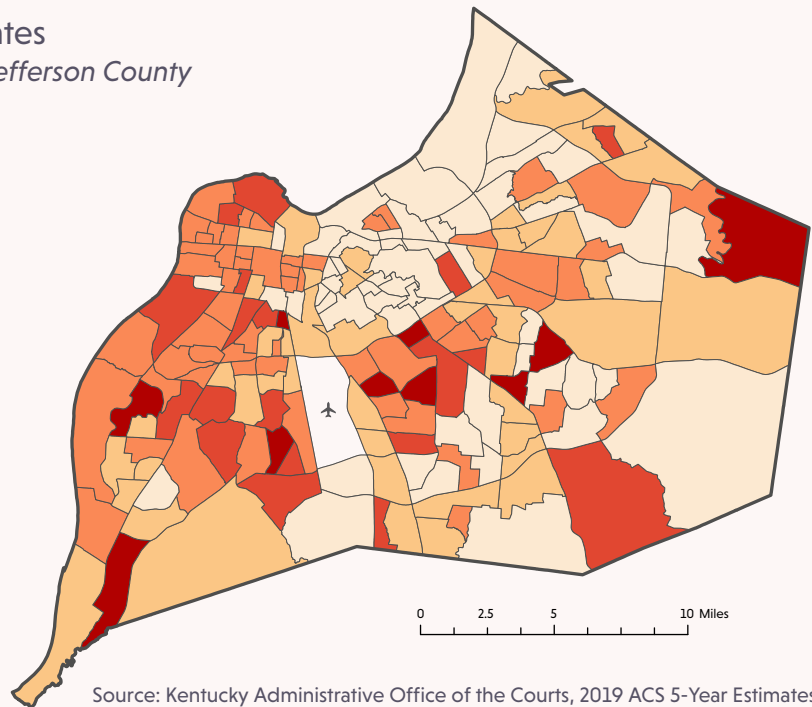 efferson County
0 2.5 5 10 Miles
Source: Kentucky Administrative Office of the Courts, 2019 ACS 5-Year Estimates